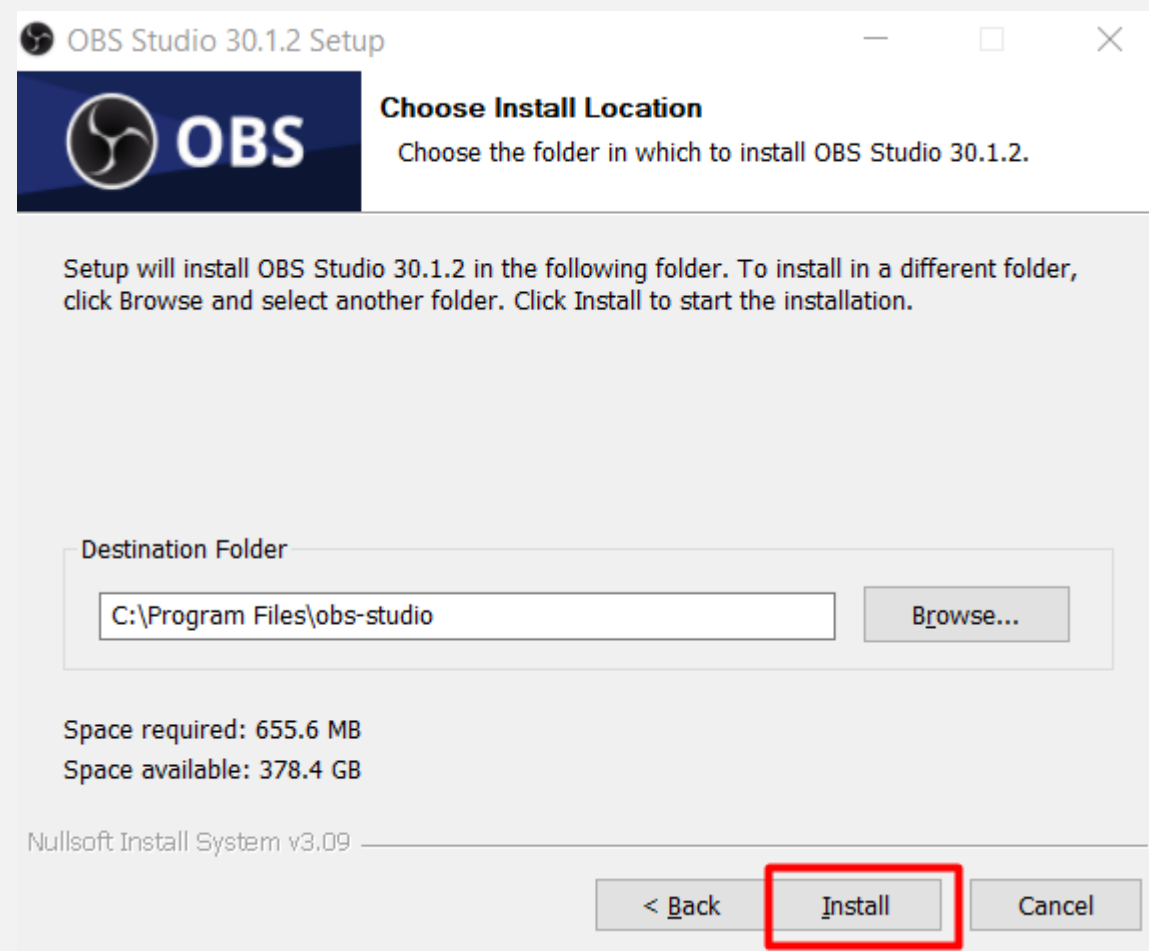 OBS Studio 30.1.2 Setup
OBS
Choose Install Location
Choose the folder in which to install OBS Studio 30.1.2.
Setup will install OBS Studio 30.1.2 in the following folder. To install in a different folder,
click Browse and select another folder. Click Install to start the installation.
Destination Folder
C:\Program Files\obs-studio
Browse...
Space required: 655.6 MB
Space available: 378.4 GB
Nullsoft Install System v3.09
< Back
Install
Cancel